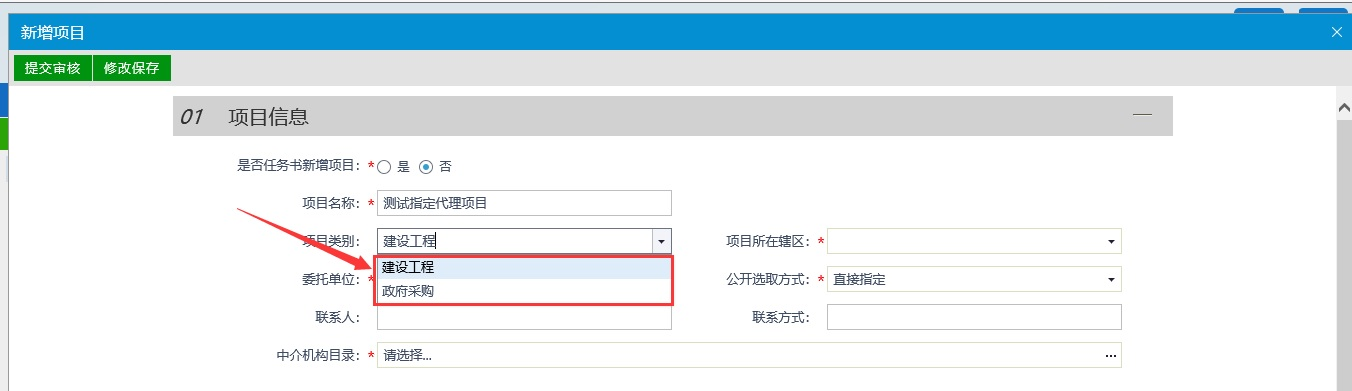 新增项目
提交审核 修改保存
01 项目信息
是否任务书新增项目：* 是 否
项目名称：* 测试指定代理项目
项目类别： 建设工程 项目所在辖区：*
建设工程
委托单位：* 公开选取方式：* 直接指定
政府采购
联系人： 联系方式：
中介机构目录：* 请选择...